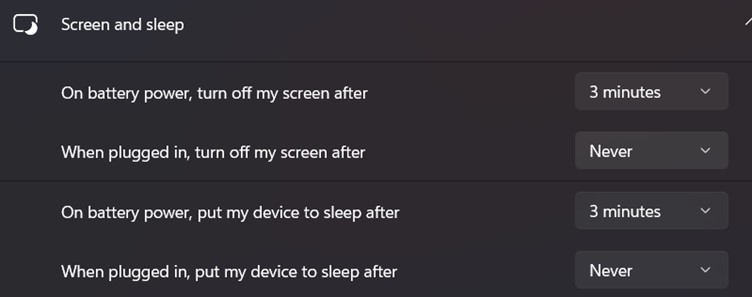 Screen and sleep
On battery power, turn off my screen after 3 minutes
When plugged in, turn off my screen after Never
On battery power, put my device to sleep after 3 minutes
When plugged in, put my device to sleep after Never